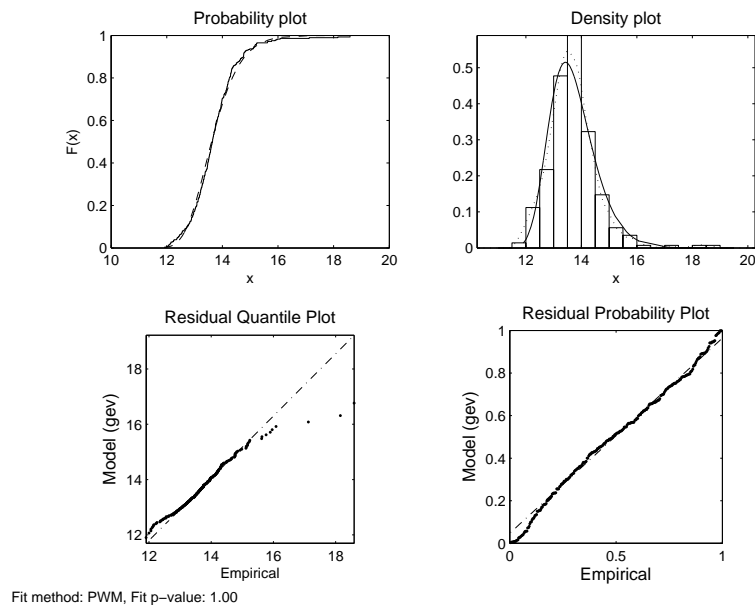 Probability plot
F(x)
1
0.8
0.6
0.4
0.2
0
10 12 14 16 18 20
x
Density plot
0.5
0.4
0.3
0.2
0.1
0
12 14 16 18 20
x
Residual Quantile Plot
Model (gev)
18
16
14
12
12 14 16 18
Empirical
Residual Probability Plot
Model (gev)
1
0.8
0.6
0.4
0.2
0
0 0.5 1
Empirical
Fit method: PWM, Fit p−value: 1.00